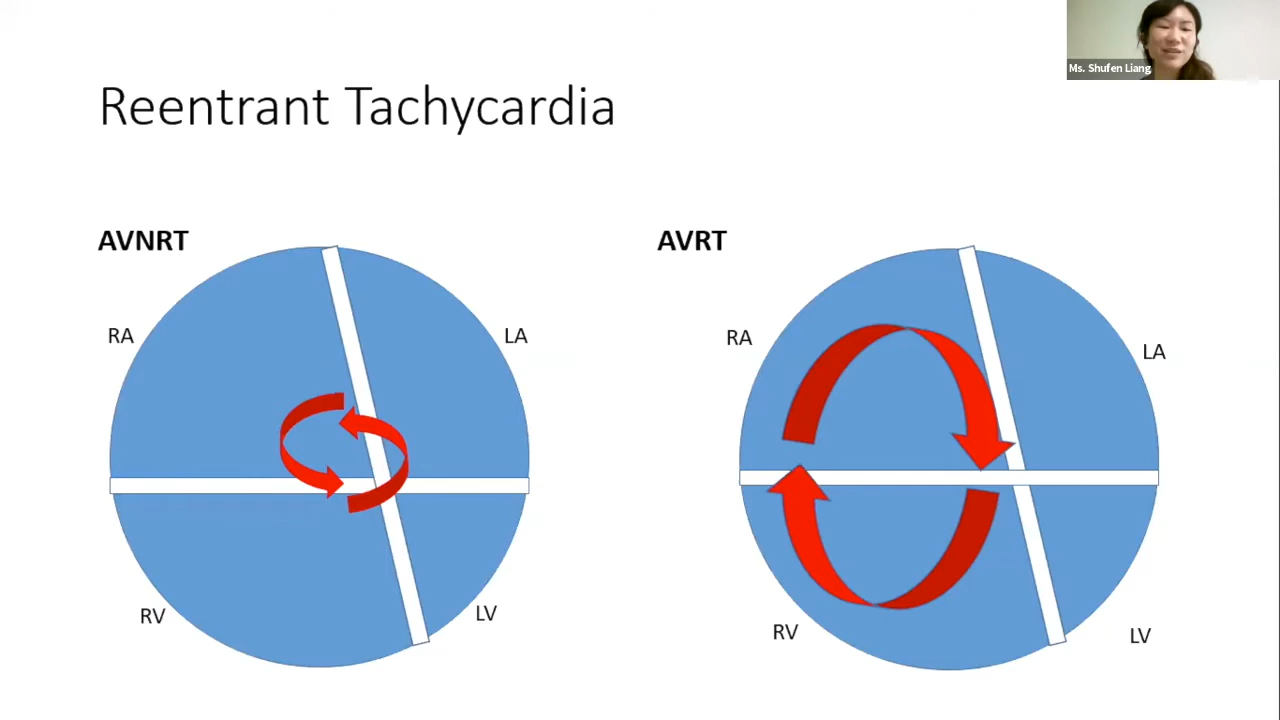 Ms. Shufen Liang
Reentrant Tachycardia
AVNRT
RA
LA
RV
LV
AVRT
RA
LA
RV
LV